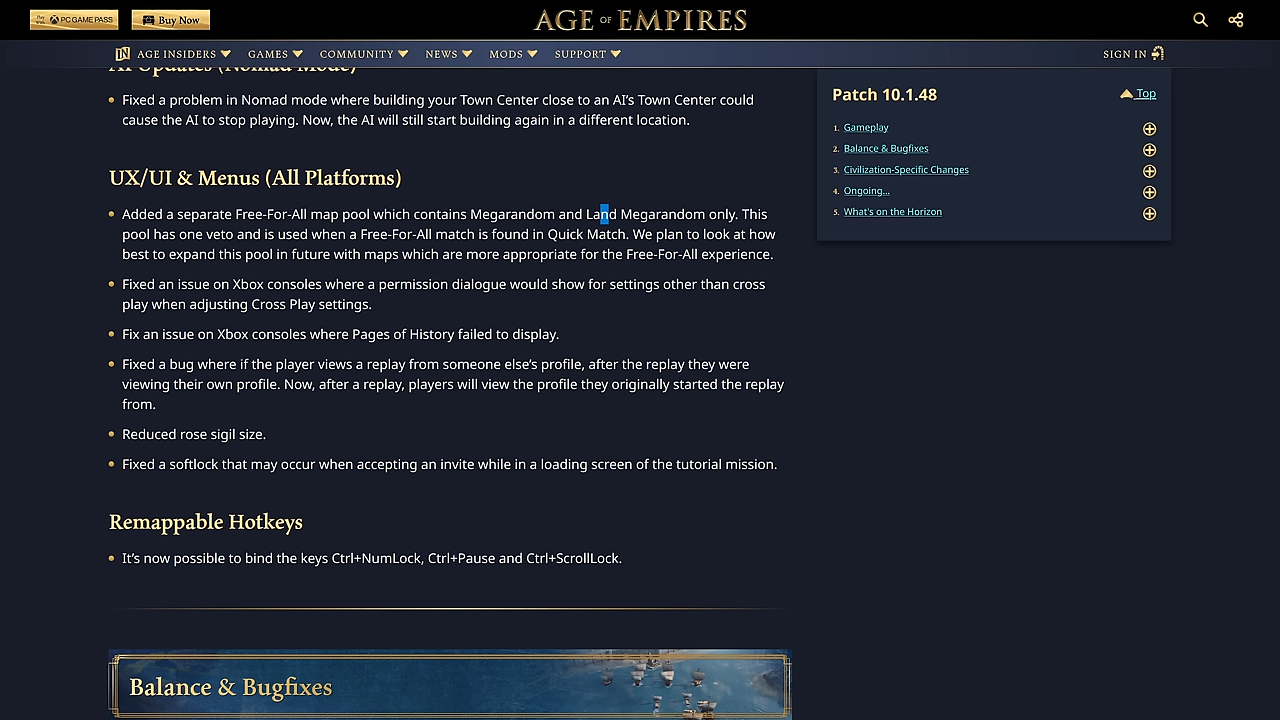 PC GAME PASS
Buy Now
AGE OF EMPIRES
AGE INSIDERS
GAMES
COMMUNITY
NEWS
MODS
SUPPORT
SIGN IN
AI Updates (Nomad Mode)
Fixed a problem in Nomad mode where building your Town Center close to an AI’s Town Center could
cause the AI to stop playing. Now, the AI will still start building again in a different location.
UX/UI & Menus (All Platforms)
Added a separate Free-For-All map pool which contains Megarandom and Land Megarandom only. This
pool has one veto and is used when a Free-For-All match is found in Quick Match. We plan to look at how
best to expand this pool in future with maps which are more appropriate for the Free-For-All experience.
Fixed an issue on Xbox consoles where a permission dialogue would show for settings other than cross
play when adjusting Cross Play settings.
Fix an issue on Xbox consoles where Pages of History failed to display.
Fixed a bug where if the player views a replay from someone else’s profile, after the replay they were
viewing their own profile. Now, after a replay, players will view the profile they originally started the replay
from.
Reduced rose sigil size.
Fixed a softlock that may occur when accepting an invite while in a loading screen of the tutorial mission.
Remappable Hotkeys
It’s now possible to bind the keys Ctrl+NumLock, Ctrl+Pause and Ctrl+ScrollLock.
Balance & Bugfixes
Patch 10.1.48
Top
1. Gameplay
2. Balance & Bugfixes
3. Civilization-Specific Changes
4. Ongoing...
5. What's on the Horizon